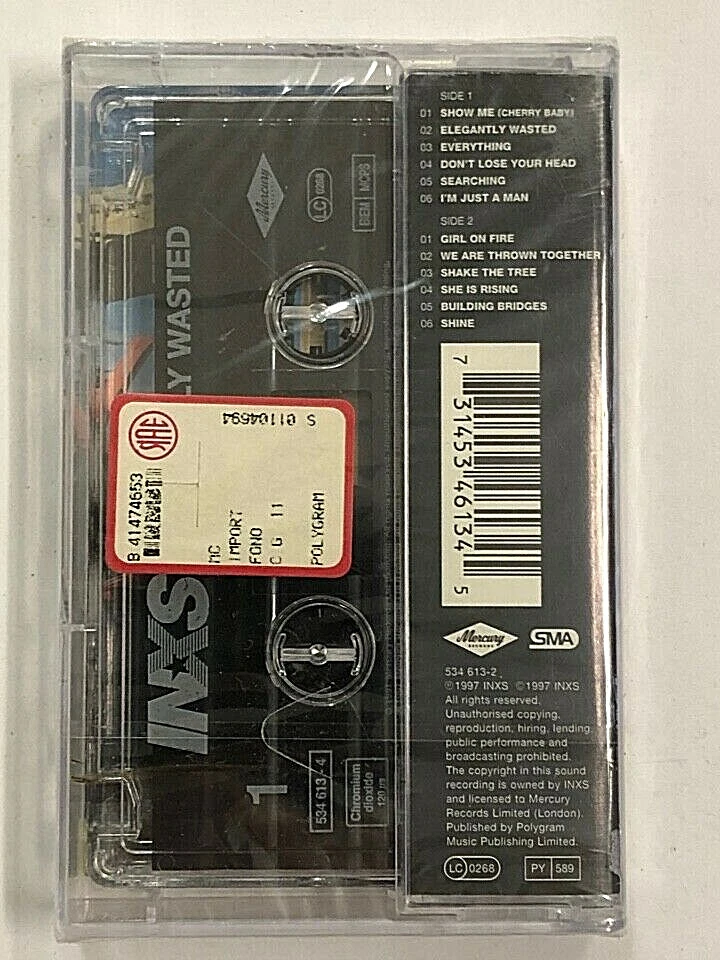 SIDE 1
01 SHOW ME (CHERRY BABY)
02 ELEGANTLY WASTED
03 EVERYTHING
04 DON'T LOSE YOUR HEAD
05 SEARCHING
06 I'M JUST A MAN
SIDE 2
01 GIRL ON FIRE
02 WE ARE THROWN TOGETHER
03 SHAKE THE TREE
04 SHE IS RISING
05 BUILDING BRIDGES
06 SHINE
7 31453 46134 5
Mercury
RECORDS
SMA
534 613-2
℗1997 INXS ©1997 INXS
All rights reserved.
Unauthorised copying,
reproduction, hiring, lending,
public performance and
broadcasting prohibited.
The copyright in this sound
recording is owned by INXS
and licensed to Mercury
Records Limited (London).
Published by Polygram
Music Publishing Limited.
LC 0268
PY 589
Mercury
LC 0268
BIEM MCPS
LY WASTED
INXS
1
534 613-4
Chromium
dioxide
120 µs
SIAE
S 01104694
B 41474653
MC
IMPORT
FONO
C G 11
POLYGRAM